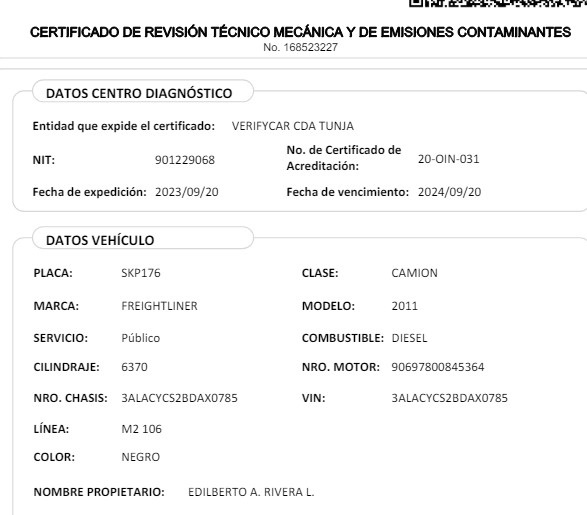 CERTIFICADO DE REVISIÓN TÉCNICO MECÁNICA Y DE EMISIONES CONTAMINANTES
No. 168523227
DATOS CENTRO DIAGNÓSTICO
Entidad que expide el certificado: VERIFYCAR CDA TUNJA
NIT: 901229068 No. de Certificado de Acreditación: 20-OIN-031
Fecha de expedición: 2023/09/20 Fecha de vencimiento: 2024/09/20
DATOS VEHÍCULO
PLACA: SKP176 CLASE: CAMION
MARCA: FREIGHTLINER MODELO: 2011
SERVICIO: Público COMBUSTIBLE: DIESEL
CILINDRAJE: 6370 NRO. MOTOR: 90697800845364
NRO. CHASIS: 3ALACYCS2BDAX0785 VIN: 3ALACYCS2BDAX0785
LÍNEA: M2 106
COLOR: NEGRO
NOMBRE PROPIETARIO: EDILBERTO A. RIVERA L.